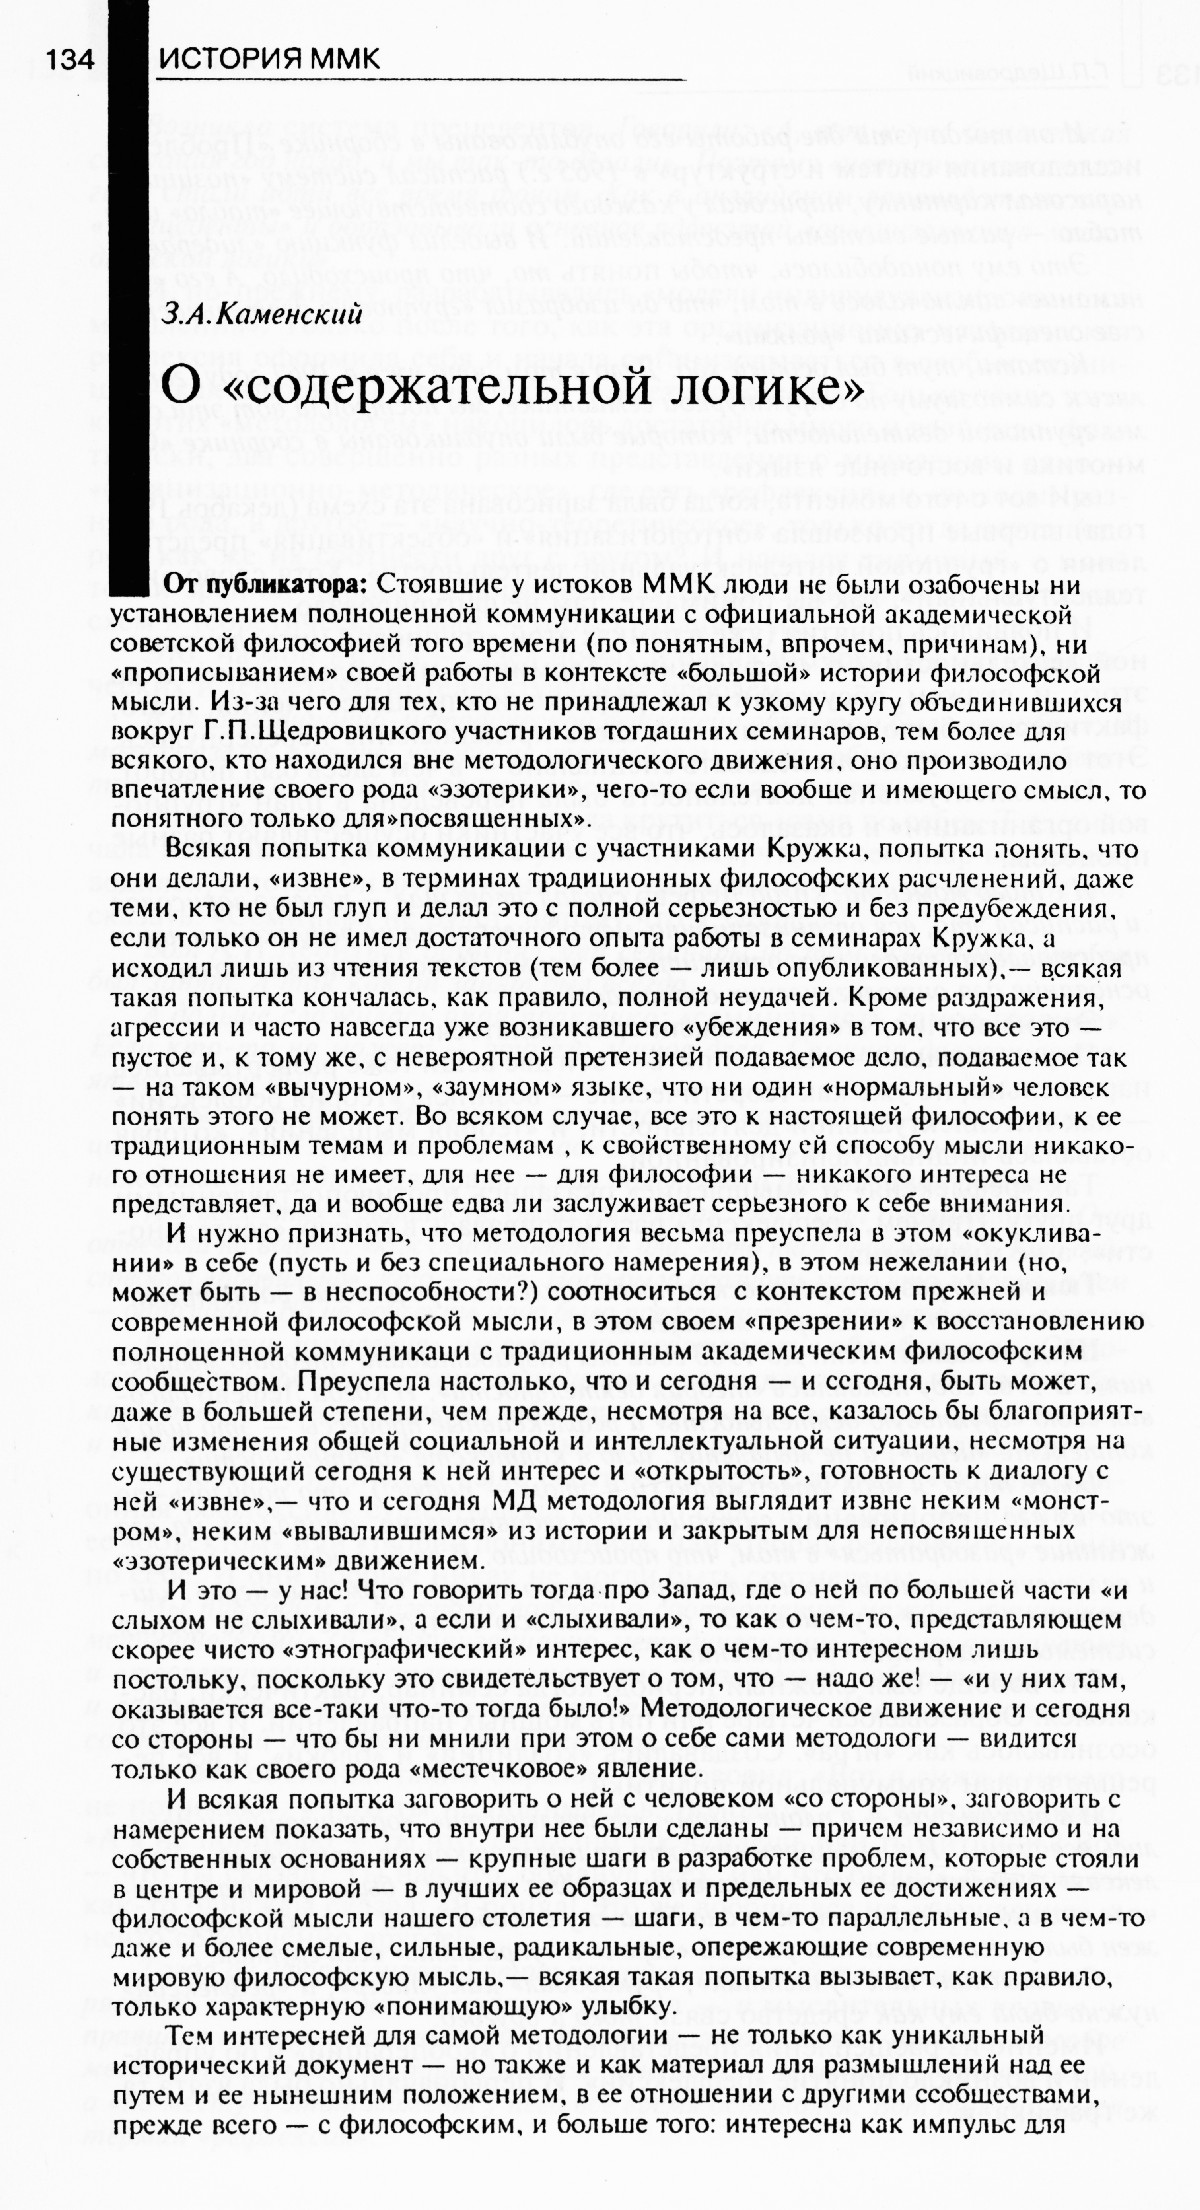 134 ИСТОРИЯ ММК
З.А.Каменский
О «содержательной логике»
От публикатора: Стоявшие у истоков ММК люди не были озабочены ни
установлением полноценной коммуникации с официальной академической
советской философией того времени (по понятным, впрочем, причинам), ни
«прописыванием» своей работы в контексте «большой» истории философской
мысли. Из-за чего для тех, кто не принадлежал к узкому кругу объединившихся
вокруг Г.П.Щедровицкого участников тогдашних семинаров, тем более для
всякого, кто находился вне методологического движения, оно производило
впечатление своего рода «эзотерики», чего-то если вообще и имеющего смысл, то
понятного только для»посвященных».
Всякая попытка коммуникации с участниками Кружка, попытка понять, что
они делали, «извне», в терминах традиционных философских расчленений, даже
теми, кто не был глуп и делал это с полной серьезностью и без предубеждения,
если только он не имел достаточного опыта работы в семинарах Кружка, а
исходил лишь из чтения текстов (тем более — лишь опубликованных),— всякая
такая попытка кончалась, как правило, полной неудачей. Кроме раздражения,
агрессии и часто навсегда уже возникавшего «убеждения» в том, что все это —
пустое и, к тому же, с невероятной претензией подаваемое дело, подаваемое так
— на таком «вычурном», «заумном» языке, что ни один «нормальный» человек
понять этого не может. Во всяком случае, все это к настоящей философии, к ее
традиционным темам и проблемам , к свойственному ей способу мысли никако-
го отношения не имеет, для нее — для философии — никакого интереса не
представляет, да и вообще едва ли заслуживает серьезного к себе внимания.
И нужно признать, что методология весьма преуспела в этом «окуклива-
нии» в себе (пусть и без специального намерения), в этом нежелании (но,
может быть — в неспособности?) соотноситься с контекстом прежней и
современной философской мысли, в этом своем «презрении» к восстановлению
полноценной коммуникаци с традиционным академическим философским
сообществом. Преуспела настолько, что и сегодня — и сегодня, быть может,
даже в большей степени, чем прежде, несмотря на все, казалось бы благоприят-
ные изменения общей социальной и интеллектуальной ситуации, несмотря на
существующий сегодня к ней интерес и «открытость», готовность к диалогу с
ней «извне»,— что и сегодня МД методология выглядит извне неким «монст-
ром», неким «вывалившимся» из истории и закрытым для непосвященных
«эзотерическим» движением.
И это — у нас! Что говорить тогда про Запад, где о ней по большей части «и
слыхом не слыхивали», а если и «слыхивали», то как о чем-то, представляющем
скорее чисто «этнографический» интерес, как о чем-то интересном лишь
постольку, поскольку это свидетельствует о том, что — надо же! — «и у них там,
оказывается все-таки что-то тогда было!» Методологическое движение и сегодня
со стороны — что бы ни мнили при этом о себе сами методологи — видится
только как своего рода «местечковое» явление.
И всякая попытка заговорить о ней с человеком «со стороны», заговорить с
намерением показать, что внутри нее были сделаны — причем независимо и на
собственных основаниях — крупные шаги в разработке проблем, которые стояли
в центре и мировой — в лучших ее образцах и предельных ее достижениях —
философской мысли нашего столетия — шаги, в чем-то параллельные, а в чем-то
даже и более смелые, сильные, радикальные, опережающие современную
мировую философскую мысль,— всякая такая попытка вызывает, как правило,
только характерную «понимающую» улыбку.
Тем интересней для самой методологии — не только как уникальный
исторический документ — но также и как материал для размышлений над ее
путем и ее нынешним положением, в ее отношении с другими ссобществами,
прежде всего — с философским, и больше того: интересна как импульс для